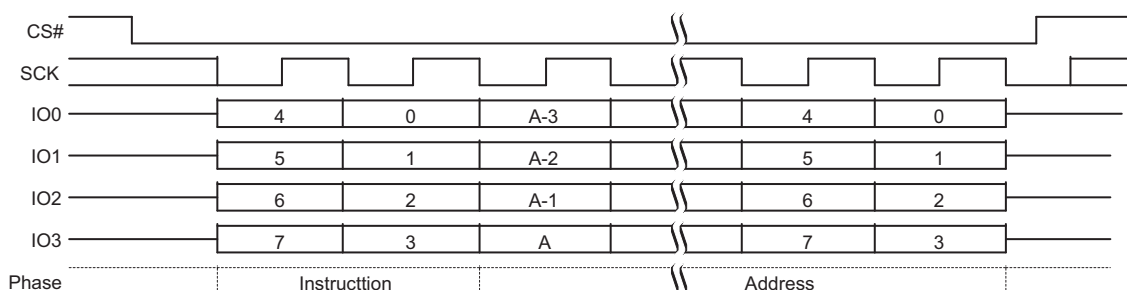 CS#
SCK
IO0 4 0 A-3 4 0
IO1 5 1 A-2 5 1
IO2 6 2 A-1 6 2
IO3 7 3 A 7 3
Phase Instructtion Address